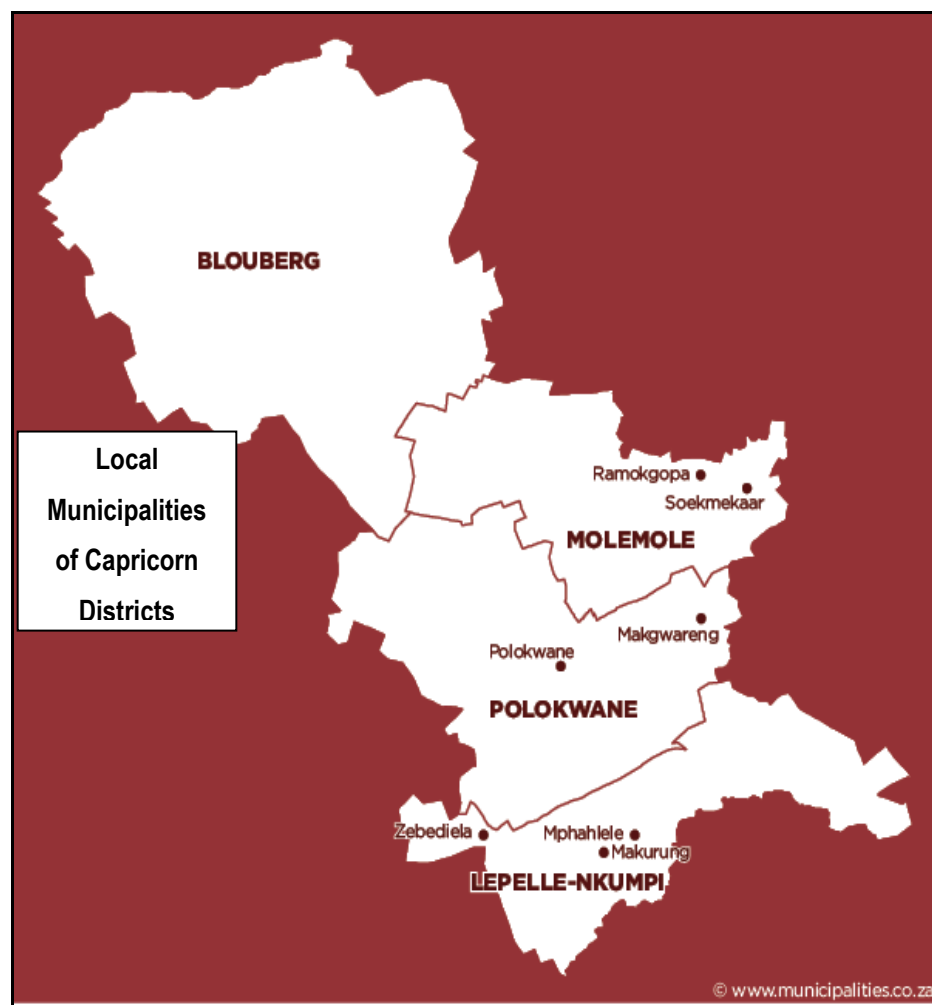 BLOUBERG
Local
Municipalities
of Capricorn
Districts
Ramokgopa
Soekmekaar
MOLEMOLE
Makgwareng
Polokwane
POLOKWANE
Zebediela
Mphahlele
Makurung
LEPELLE-NKUMPI
© www.municipalities.co.za